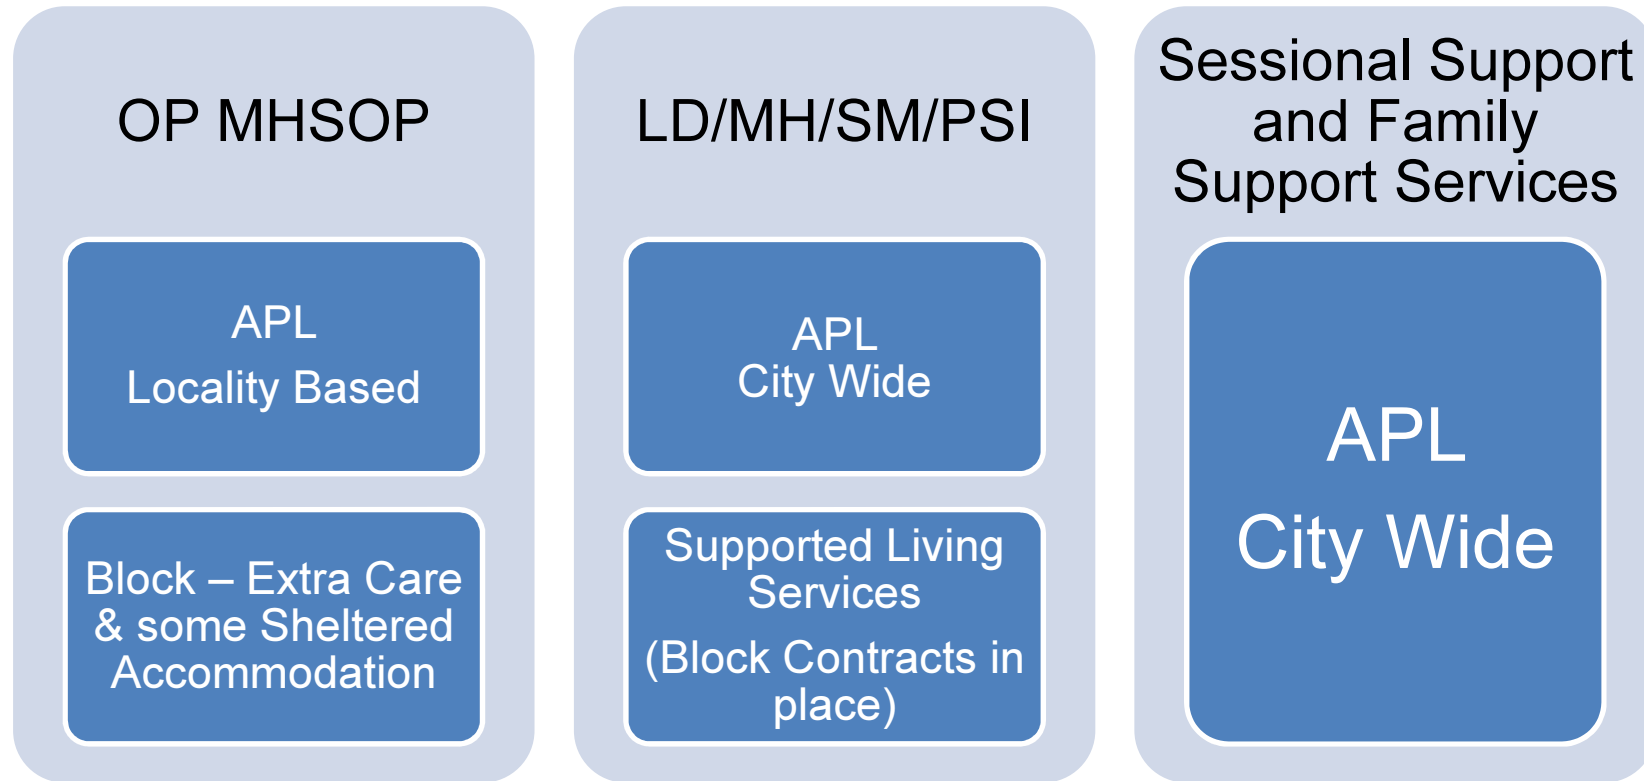 OP MHSOP
APL
Locality Based
Block – Extra Care
& some Sheltered
Accommodation
LD/MH/SM/PSI
APL
City Wide
Supported Living
Services
(Block Contracts in
place)
Sessional Support
and Family
Support Services
APL
City Wide